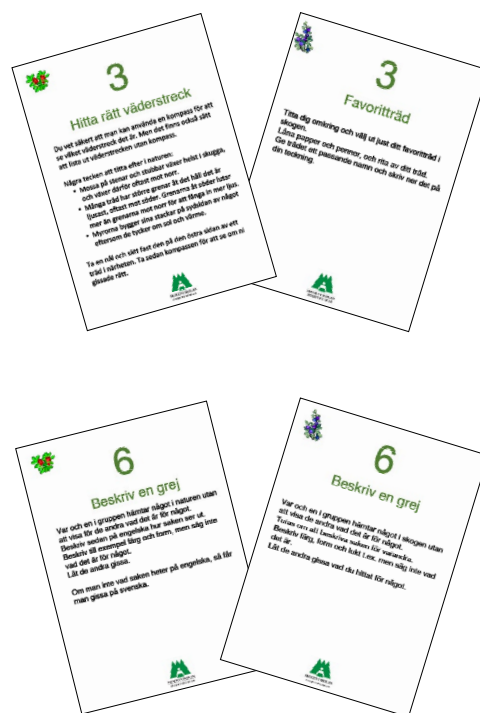 3
Hitta rätt väderstreck
Du vet säkert att man kan använda en kompass för att
se vilket väderstreck det är. Men det finns också sätt
att lista ut väderstrecken utan kompass.
Några tecken att titta efter i naturen:
• Mossa på stenar och stubbar växer helst i skugga,
och växer därför oftast mot norr.
• Många träd har större grenar åt det håll det är
ljusast, oftast mot söder. Grenarna åt söder lutar
mer än grenarna mot norr för att fånga in mer ljus.
• Myrorna bygger sina stackar på sydsidan av något
eftersom de tycker om sol och värme.
Ta en nål och sätt fast den på den östra sidan av ett
träd i närheten. Ta sedan kompassen för att se om ni
gissade rätt.
3
Favoritträd
Titta dig omkring och välj ut just ditt favoritträd i
skogen.
Låna papper och pennor, och rita av ditt träd.
Ge trädet ett passande namn och skriv ner det på
din teckning.
6
Beskriv en grej
Var och en i gruppen hämtar något i naturen utan
att visa för de andra vad det är för något.
Beskriv sedan på engelska hur saken ser ut.
Beskriv till exempel färg och form, men säg inte
vad det är för något.
Låt de andra gissa.
Om man inte vad saken heter på engelska, så får
man gissa på svenska.
6
Beskriv en grej
Var och en i gruppen hämtar något i skogen utan
att visa de andra vad det är för något.
Turas om att beskriva saken för varandra.
Beskriv färg, form och lukt t.ex. men säg inte vad
det är.
Låt de andra gissa vad du hittat för något.